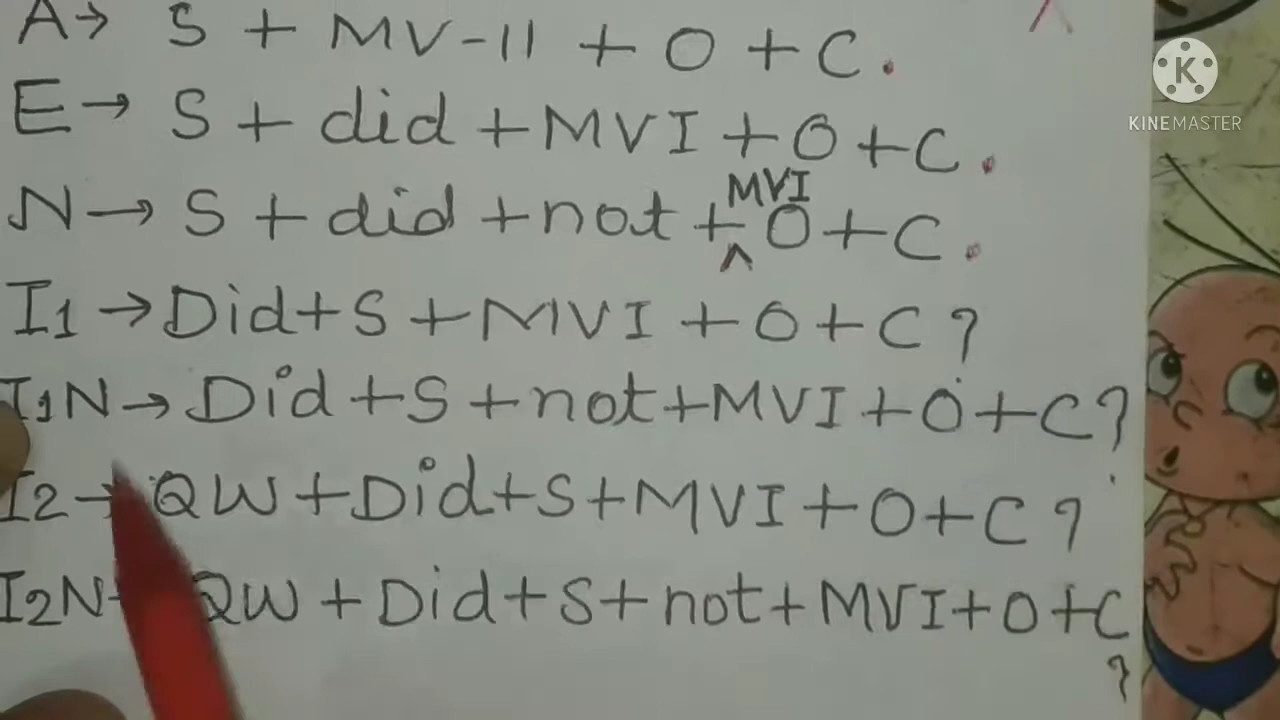 A→ S + MV-II + O + C.
K
KINEMASTER
E→ S + did + MVI + O + C.
N→ S + did + not + MVI O + C.
I1 → Did + S + MVI + O + C?
I1N → Did + S + not + MVI + O + C?
I2 → QW + Did + S + MVI + O + C?
I2N → QW + Did + S + not + MVI + O + C
?